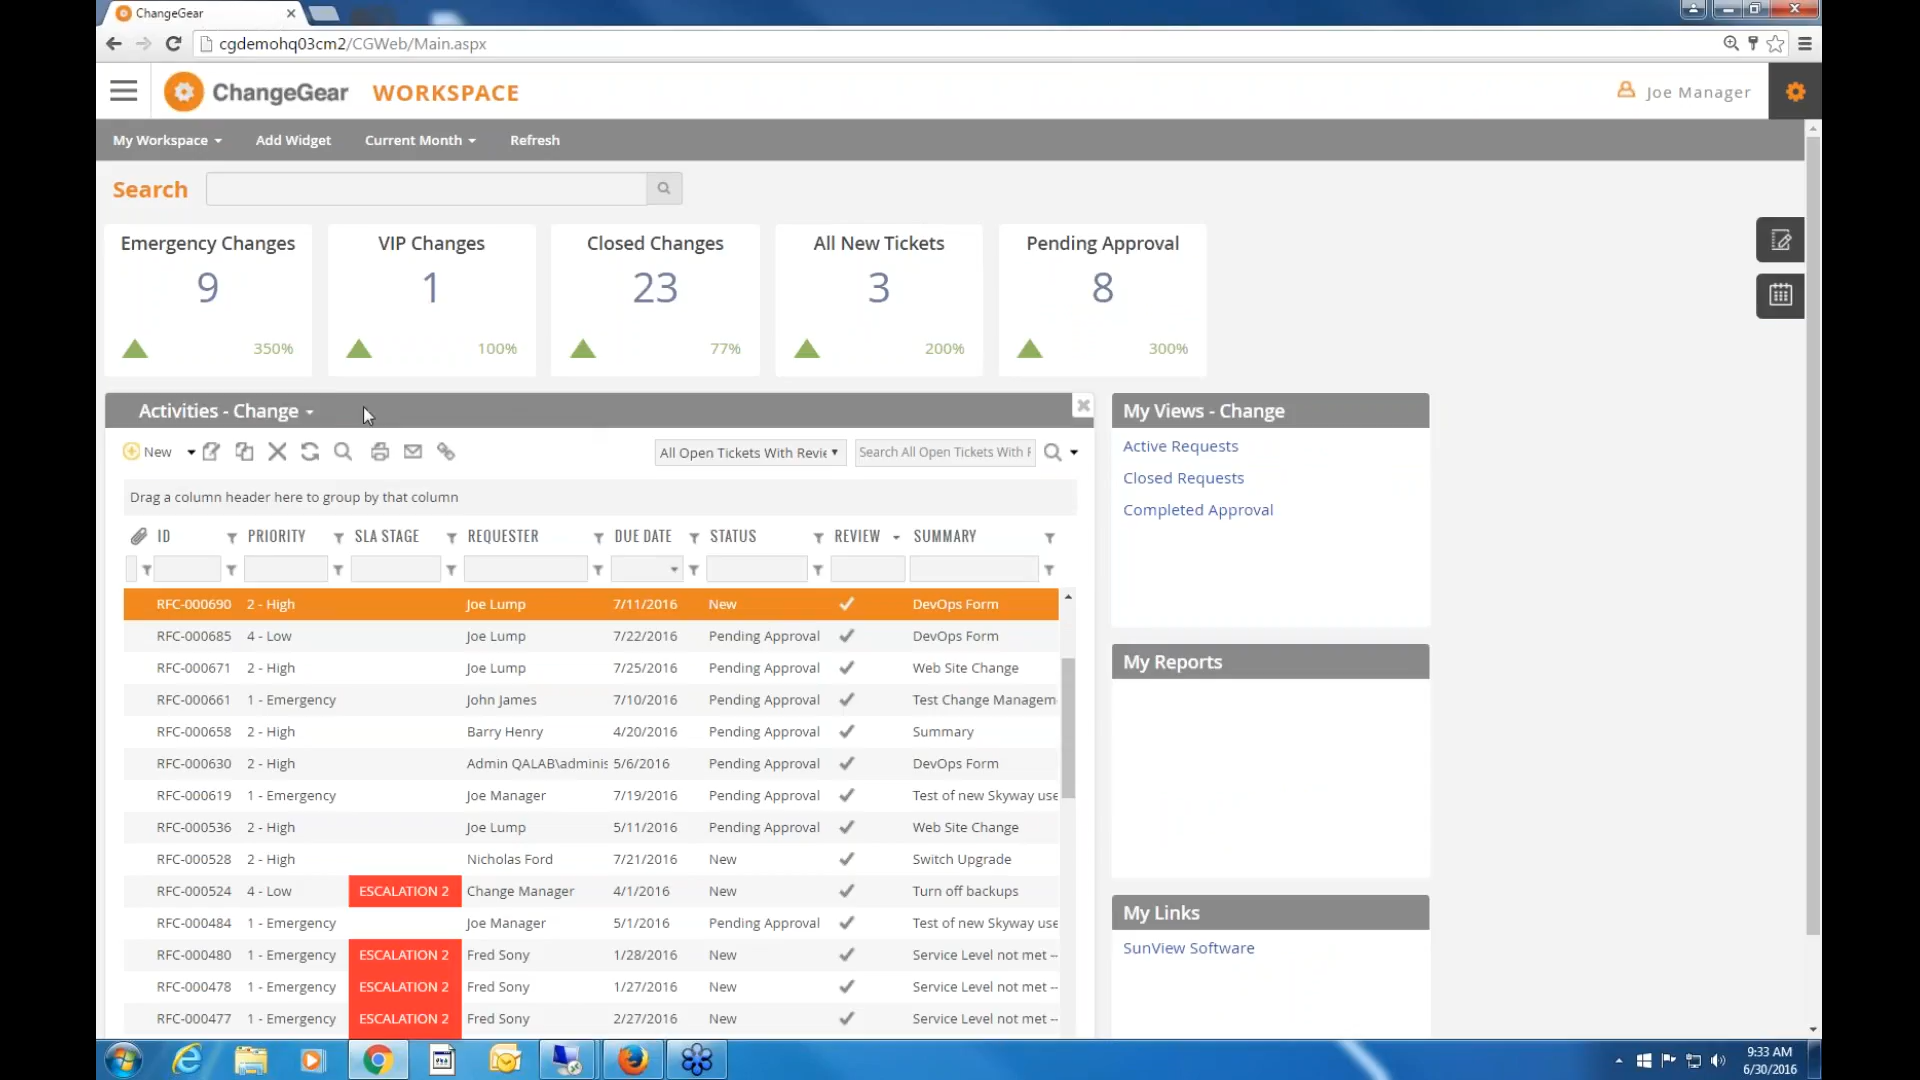 ChangeGear
cgdemohq03cm2/CGWeb/Main.aspx
ChangeGear WORKSPACE
Joe Manager
My Workspace Add Widget Current Month Refresh
Search
Emergency Changes
9
350%
VIP Changes
1
100%
Closed Changes
23
77%
All New Tickets
3
200%
Pending Approval
8
300%
Activities - Change
New
All Open Tickets With Revie
Search All Open Tickets With
Drag a column header here to group by that column
ID PRIORITY SLA STAGE REQUESTER DUE DATE STATUS REVIEW SUMMARY
RFC-000690 2 - High Joe Lump 7/11/2016 New DevOps Form
RFC-000685 4 - Low Joe Lump 7/22/2016 Pending Approval DevOps Form
RFC-000671 2 - High Joe Lump 7/25/2016 Pending Approval Web Site Change
RFC-000661 1 - Emergency John James 7/10/2016 Pending Approval Test Change Managem
RFC-000658 2 - High Barry Henry 4/20/2016 Pending Approval Summary
RFC-000630 2 - High Admin QALAB\adminis 5/6/2016 Pending Approval DevOps Form
RFC-000619 1 - Emergency Joe Manager 7/19/2016 Pending Approval Test of new Skyway use
RFC-000536 2 - High Joe Lump 5/11/2016 Pending Approval Web Site Change
RFC-000528 2 - High Nicholas Ford 7/21/2016 New Switch Upgrade
RFC-000524 4 - Low ESCALATION 2 Change Manager 4/1/2016 New Turn off backups
RFC-000484 1 - Emergency Joe Manager 5/1/2016 Pending Approval Test of new Skyway use
RFC-000480 1 - Emergency ESCALATION 2 Fred Sony 1/28/2016 New Service Level not met --
RFC-000478 1 - Emergency ESCALATION 2 Fred Sony 1/27/2016 New Service Level not met --
RFC-000477 1 - Emergency ESCALATION 2 Fred Sony 2/27/2016 New Service Level not met --
My Views - Change
Active Requests
Closed Requests
Completed Approval
My Reports
My Links
SunView Software
9:33 AM
6/30/2016